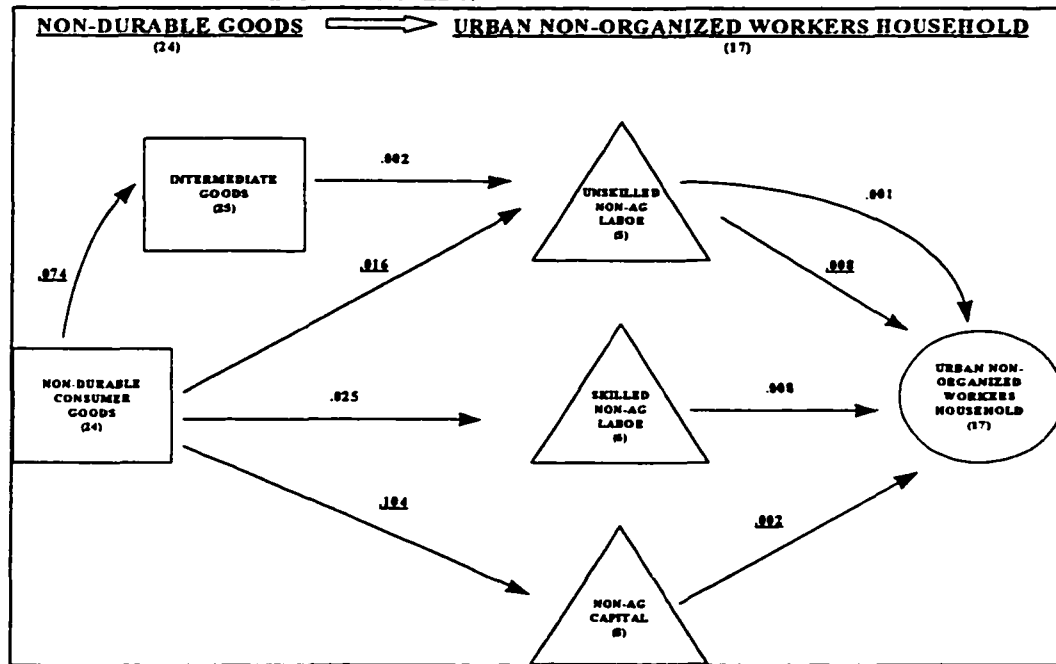 NON-DURABLE GOODS
(24)
URBAN NON-ORGANIZED WORKERS HOUSEHOLD
(17)
INTERMEDIATE
GOODS
(25)
.002
UNSKILLED
NON-AG
LABOR
(5)
.001
.074
.016
.008
NON-DURABLE
CONSUMER
GOODS
(24)
.025
SKILLED
NON-AG
LABOR
(6)
.008
URBAN NON-
ORGANIZED
WORKERS
HOUSEHOLD
(17)
.104
.002
NON-AG
CAPITAL
(8)